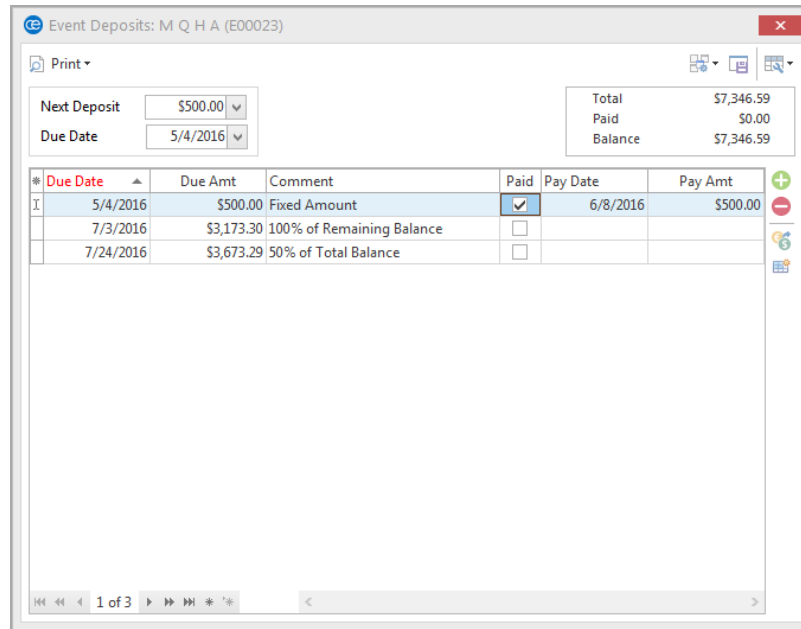 Event Deposits: M Q H A (E00023)
Print
Next Deposit $500.00
Due Date 5/4/2016
Total $7,346.59
Paid $0.00
Balance $7,346.59
Due Date Due Amt Comment Paid Pay Date Pay Amt
5/4/2016 $500.00 Fixed Amount 6/8/2016 $500.00
7/3/2016 $3,173.30 100% of Remaining Balance
7/24/2016 $3,673.29 50% of Total Balance
1 of 3